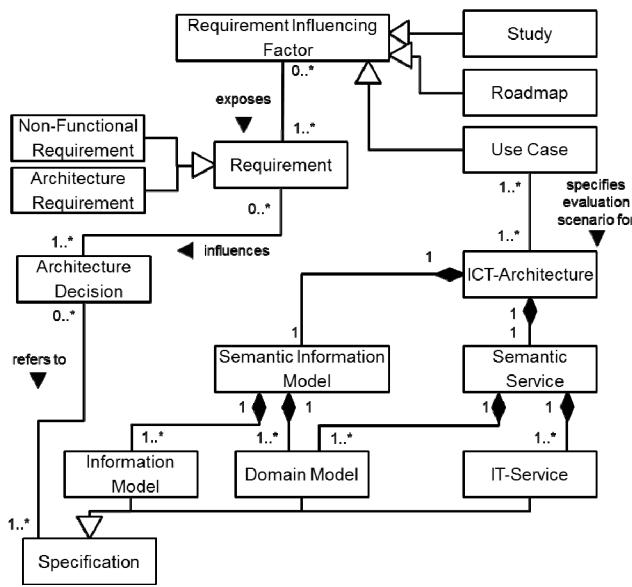 Requirement Influencing
Factor
Study
Roadmap
0..*
exposes
1..*
Non-Functional
Requirement
Architecture
Requirement
Requirement
Use Case
0..*
1..*
specifies
evaluation
scenario for
1..*
influences
1..*
Architecture
Decision
1
ICT-Architecture
0..*
1
1
1
refers to
Semantic Information
Model
Semantic
Service
1
1
1
1
1..*
1..*
1..*
1..*
Information
Model
Domain Model
IT-Service
1..*
Specification